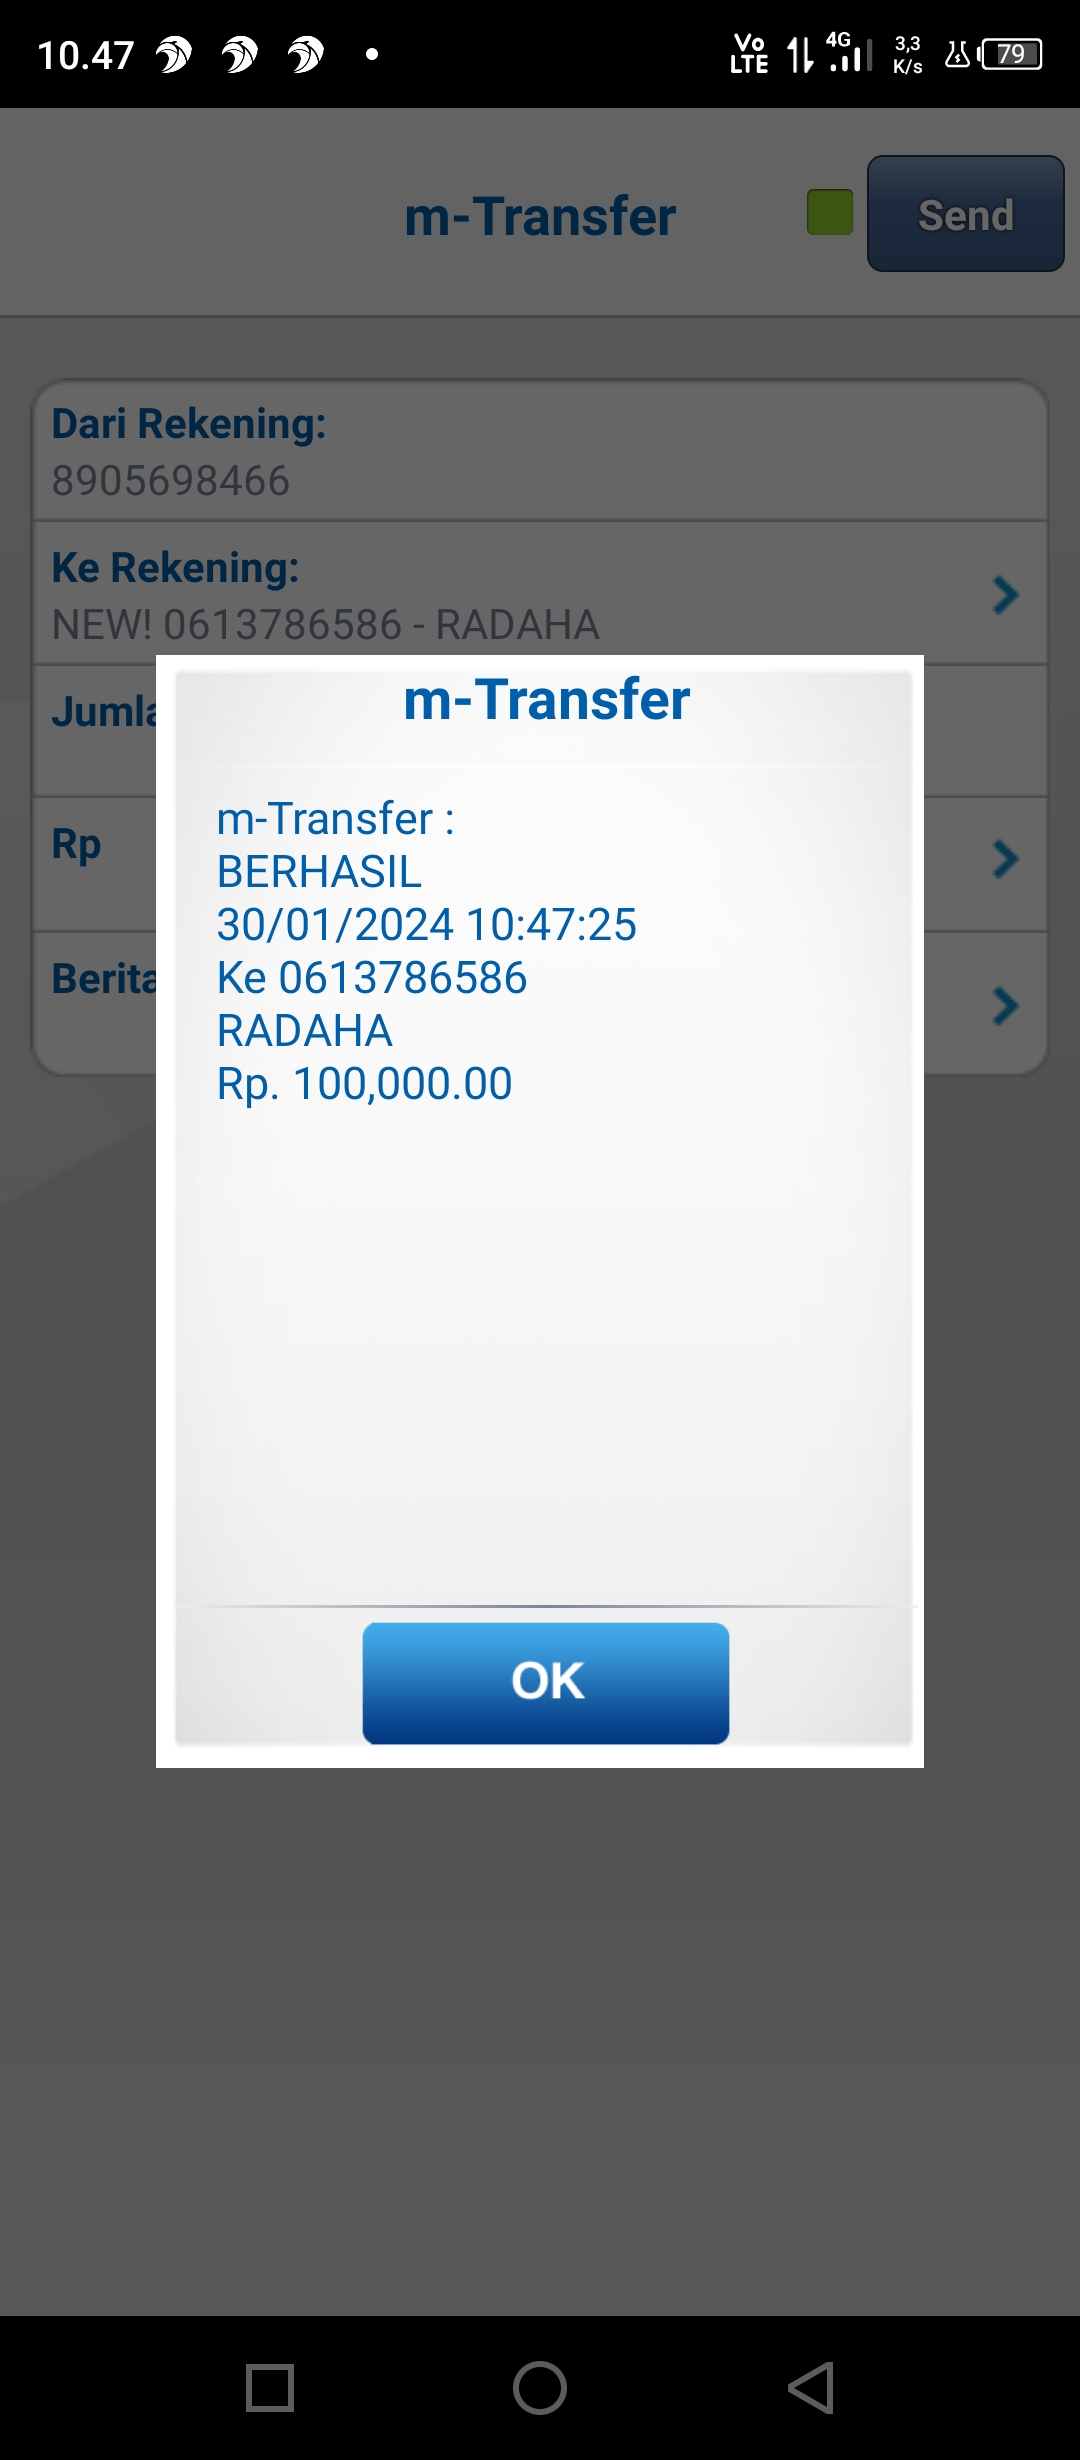 10.47
Vo LTE 4G 3,3 K/s 79
m-Transfer
Send
Dari Rekening:
8905698466
Ke Rekening:
NEW! 0613786586 - RADAHA
Jumla
Rp
Berita
m-Transfer
m-Transfer :
BERHASIL
30/01/2024 10:47:25
Ke 0613786586
RADAHA
Rp. 100,000.00
OK